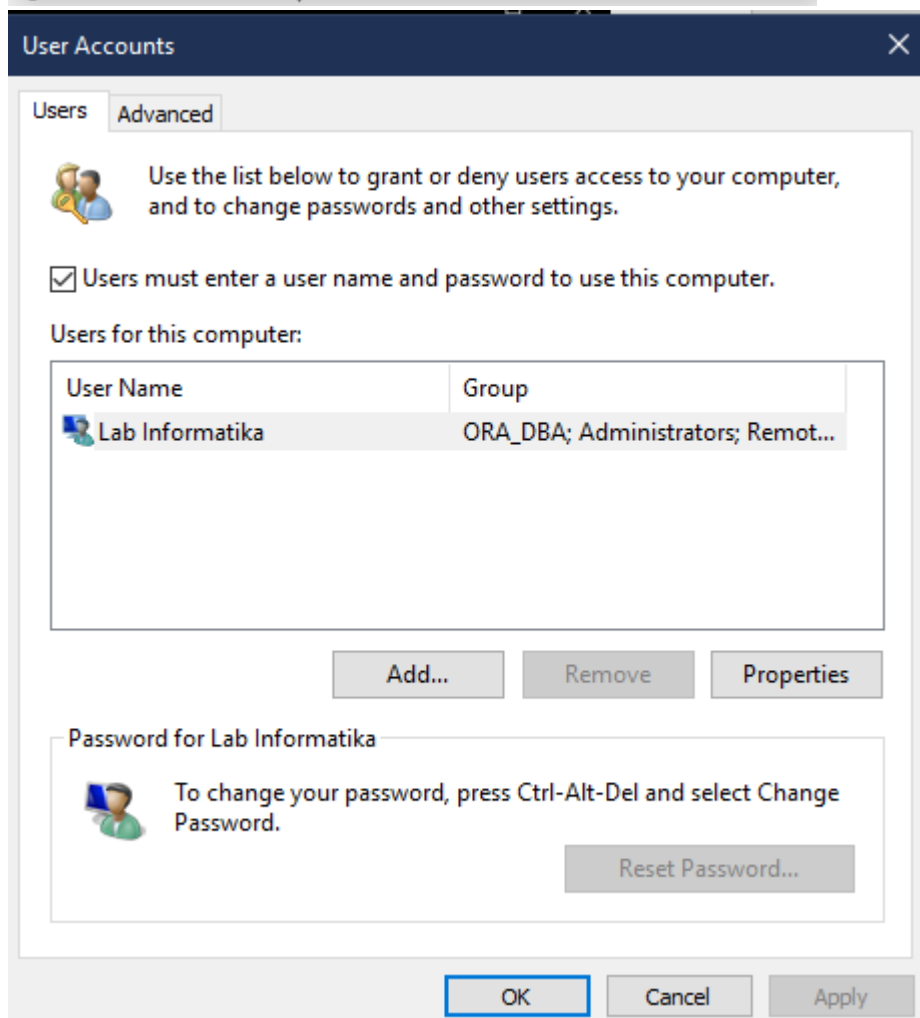 User Accounts
Users Advanced
Use the list below to grant or deny users access to your computer,
and to change passwords and other settings.
Users must enter a user name and password to use this computer.
Users for this computer:
User Name Group
Lab Informatika ORA_DBA; Administrators; Remot...
Add... Remove Properties
Password for Lab Informatika
To change your password, press Ctrl-Alt-Del and select Change
Password.
Reset Password...
OK Cancel Apply